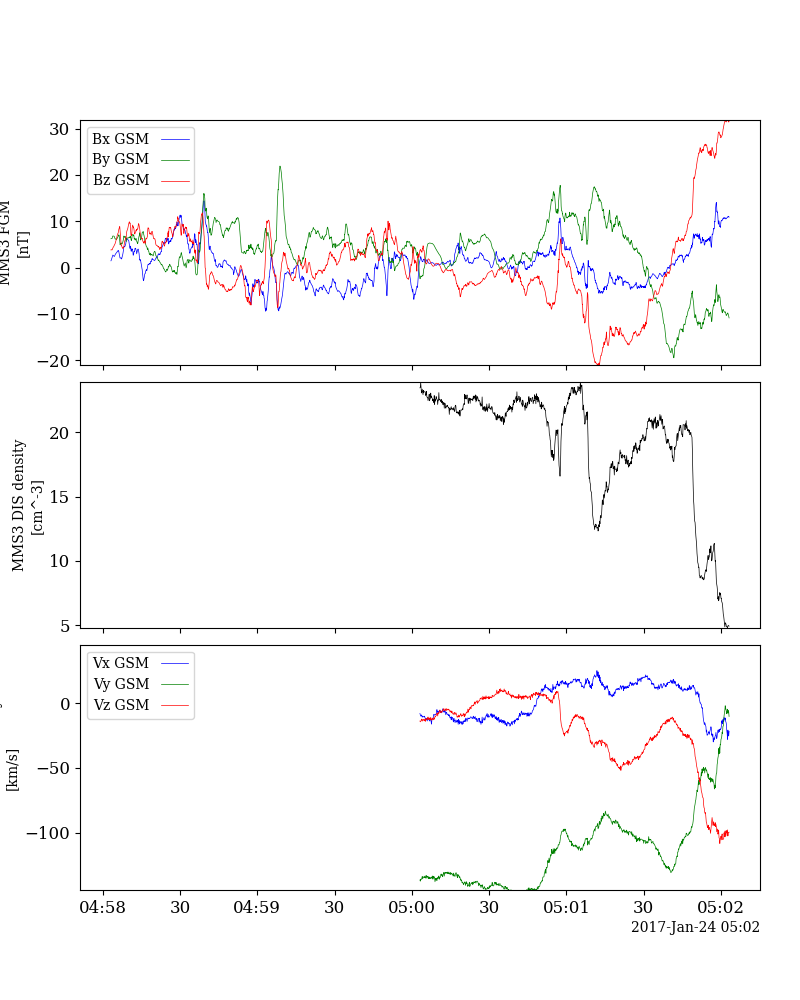 30
20
10
0
−10
−20
MMS3 FGM
[nT]
Bx GSM
By GSM
Bz GSM
20
15
10
5
MMS3 DIS density
[cm^-3]
0
−50
−100
[km/s]
Vx GSM
Vy GSM
Vz GSM
04:58 30 04:59 30 05:00 30 05:01 30 05:02
2017-Jan-24 05:02